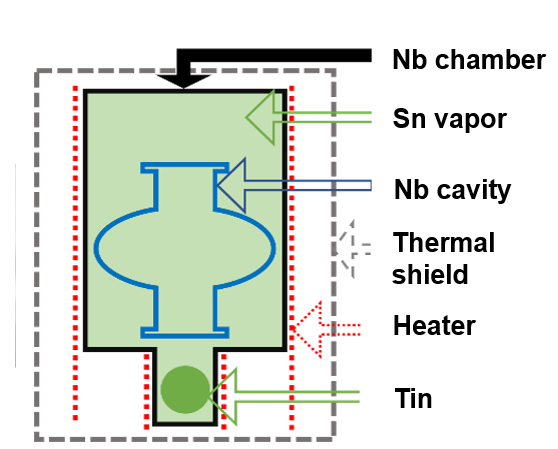 Nb chamber
Sn vapor
Nb cavity
Thermal
shield
Heater
Tin